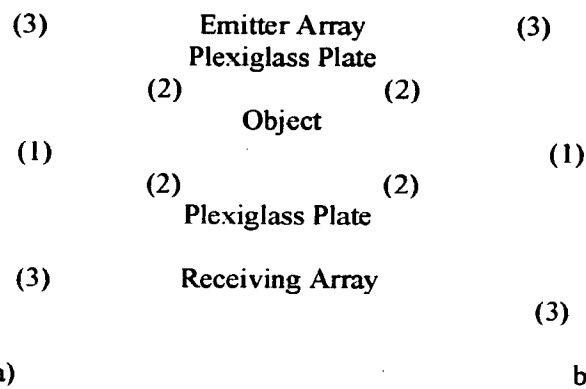 (3) Emitter Array (3)
Plexiglass Plate
(2) (2)
Object
(1) (1)
(2) (2)
Plexiglass Plate
(3) Receiving Array
(3)
a) b